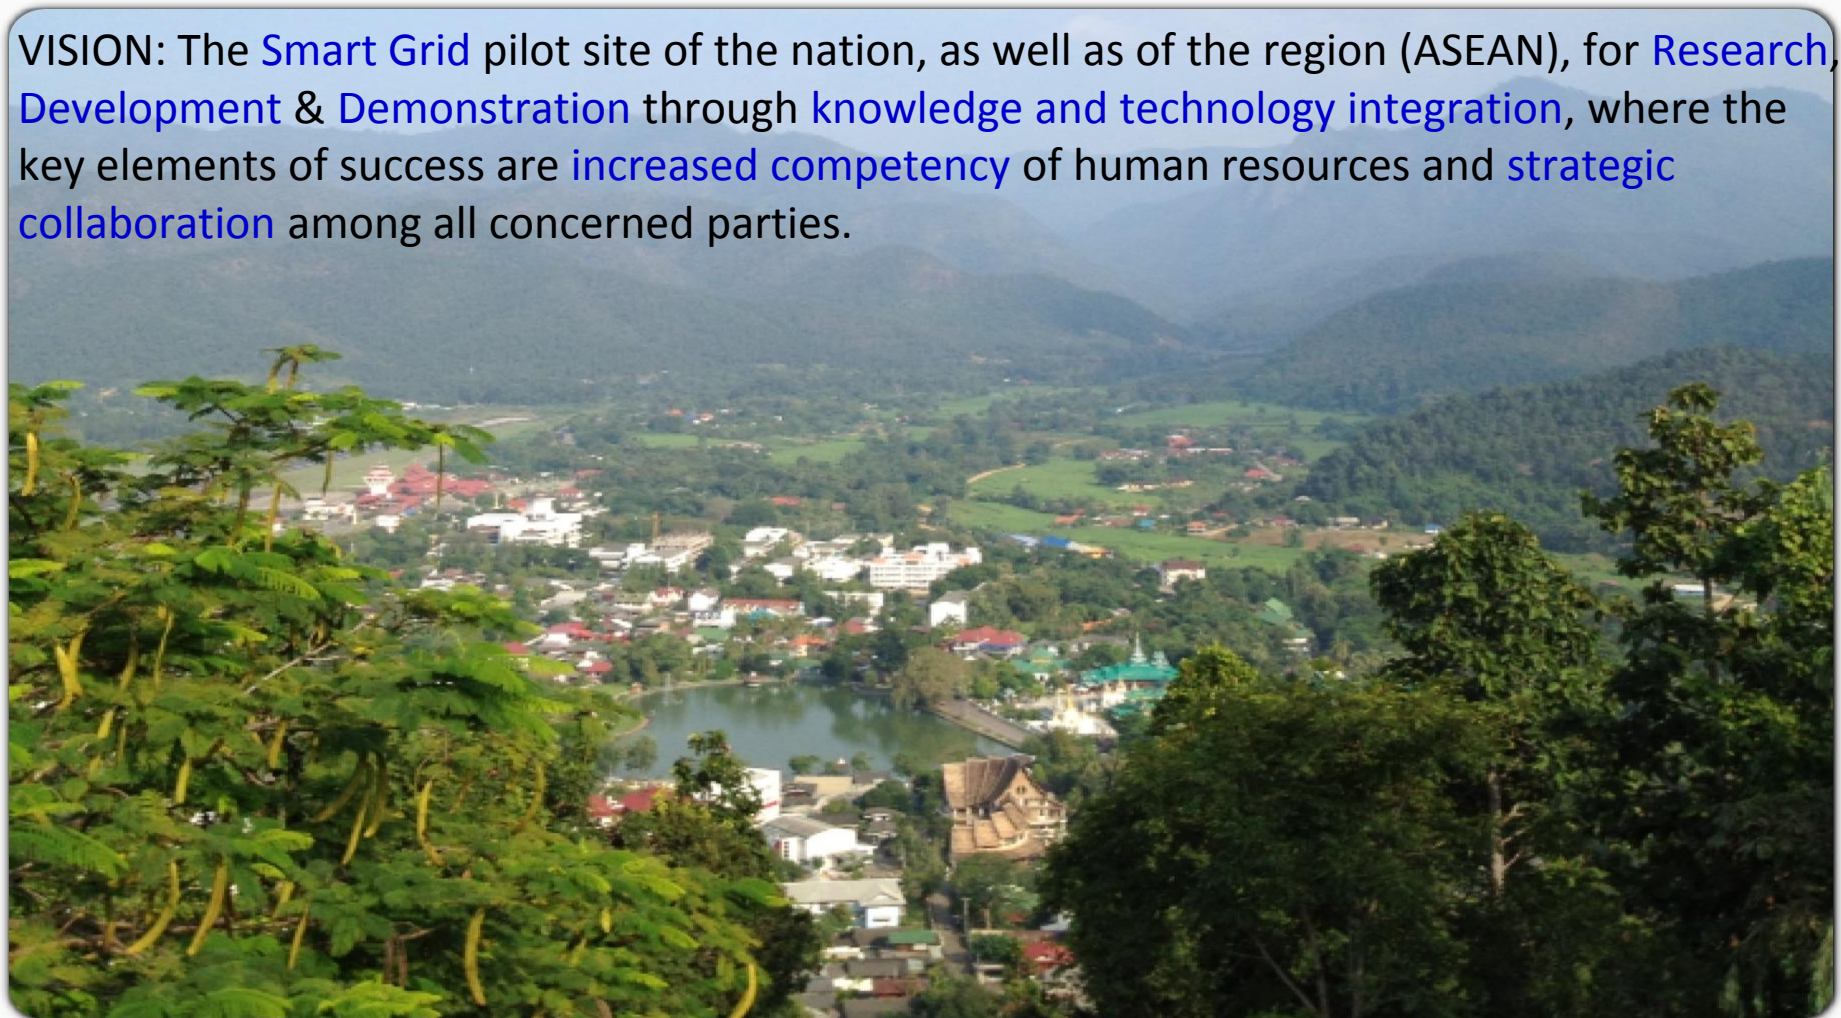 VISION: The Smart Grid pilot site of the nation, as well as of the region (ASEAN), for Research,
Development & Demonstration through knowledge and technology integration, where the
key elements of success are increased competency of human resources and strategic
collaboration among all concerned parties.